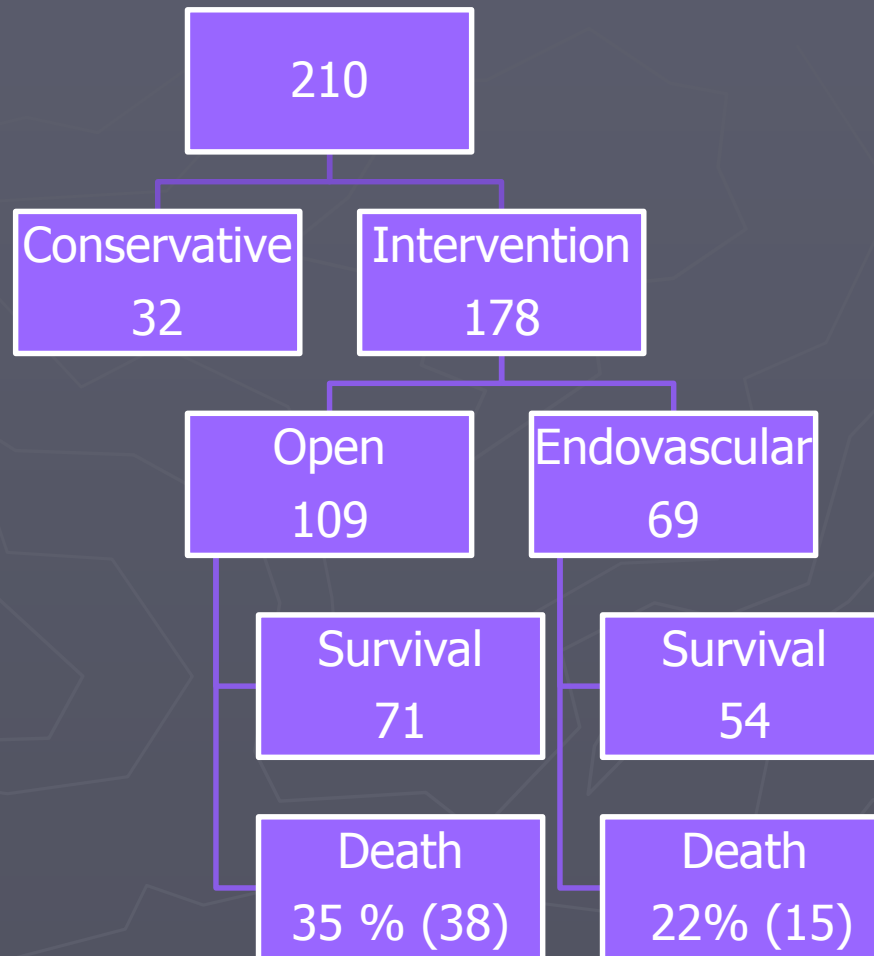 210
Conservative
32
Intervention
178
Open
109
Endovascular
69
Survival
71
Survival
54
Death
35 % (38)
Death
22% (15)